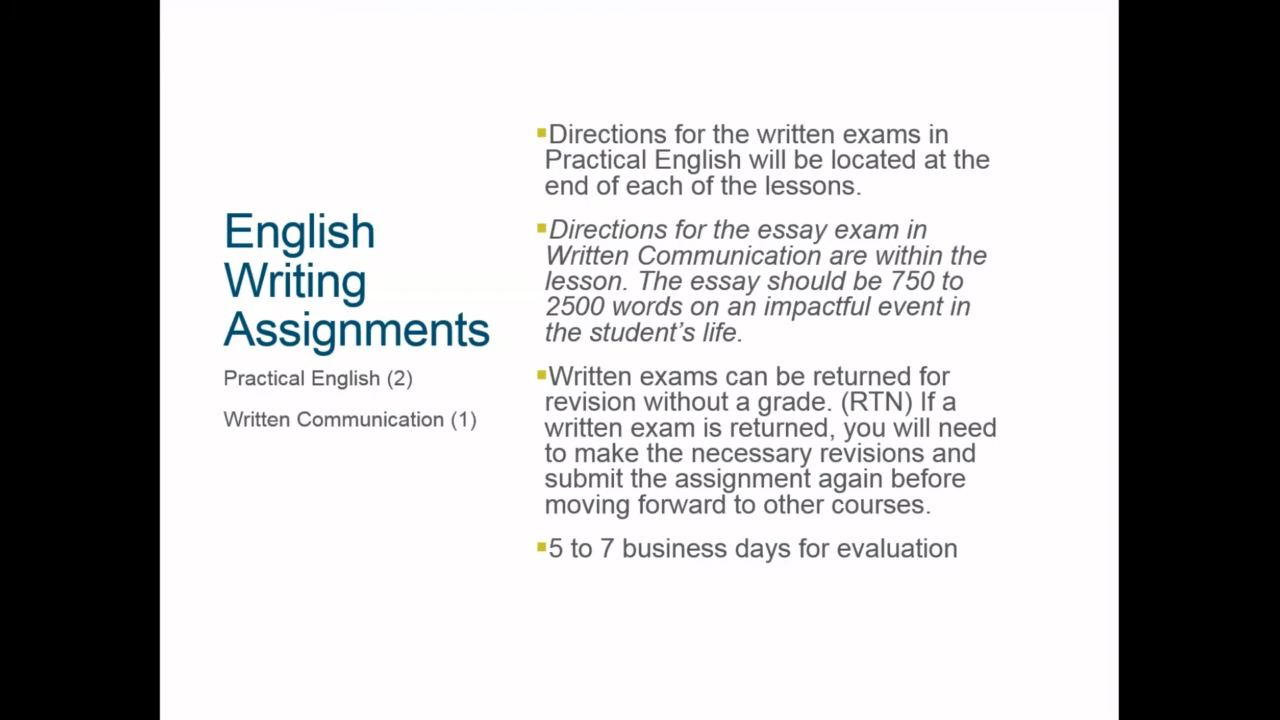 English
Writing
Assignments
Practical English (2)
Written Communication (1)
▪Directions for the written exams in
Practical English will be located at the
end of each of the lessons.
▪Directions for the essay exam in
Written Communication are within the
lesson. The essay should be 750 to
2500 words on an impactful event in
the student’s life.
▪Written exams can be returned for
revision without a grade. (RTN) If a
written exam is returned, you will need
to make the necessary revisions and
submit the assignment again before
moving forward to other courses.
▪5 to 7 business days for evaluation